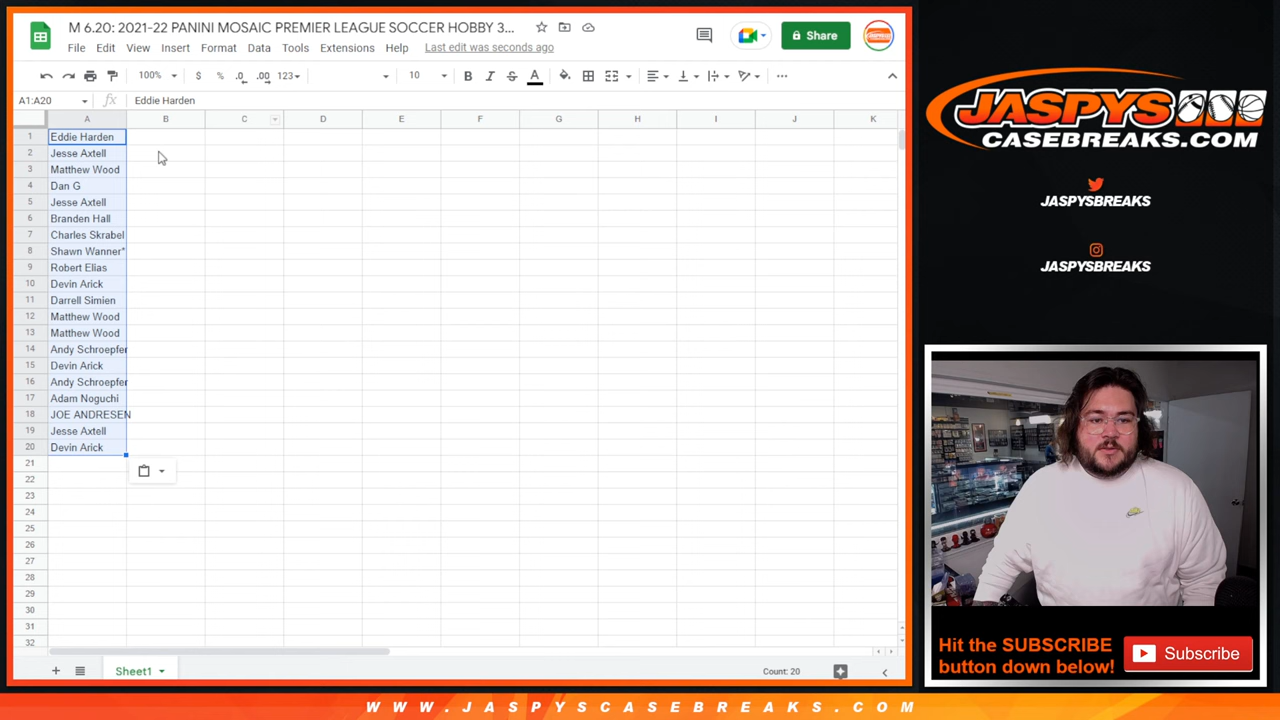 M 6.20: 2021-22 PANINI MOSAIC PREMIER LEAGUE SOCCER HOBBY 3...
File Edit View Insert Format Data Tools Extensions Help Last edit was seconds ago
Share
100% $ % .0 .00 123 10 B I S A ...
A1:A20 fx Eddie Harden
A B C D E F G H I J K
1 Eddie Harden
2 Jesse Axtell
3 Matthew Wood
4 Dan G
5 Jesse Axtell
6 Branden Hall
7 Charles Skrabel
8 Shawn Wanner*
9 Robert Elias
10 Devin Arick
11 Darrell Simien
12 Matthew Wood
13 Matthew Wood
14 Andy Schroepfer
15 Devin Arick
16 Andy Schroepfer
17 Adam Noguchi
18 JOE ANDRESEN
19 Jesse Axtell
20 Devin Arick
21
22
23
24
25
26
27
28
29
30
31
32
Sheet1 Count: 20
JASPYS
CASEBREAKS.COM
JASPYSBREAKS
JASPYSBREAKS
Hit the SUBSCRIBE
button down below!
Subscribe
WWW.JASPYSCASEBREAKS.COM